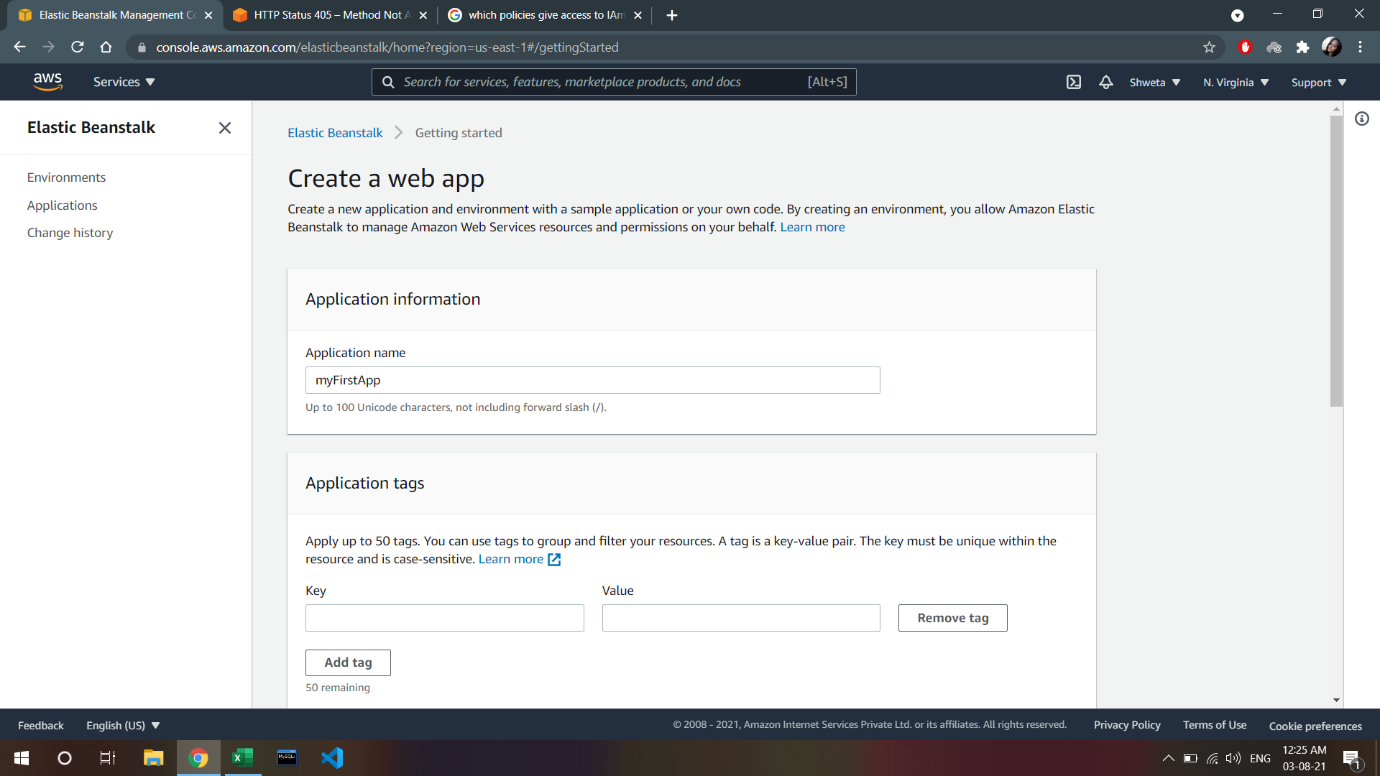 Elastic Beanstalk Management Co
HTTP Status 405 – Method Not A
which policies give access to IAm
console.aws.amazon.com/elasticbeanstalk/home?region=us-east-1#/gettingStarted
aws
Services
Search for services, features, marketplace products, and docs [Alt+S]
Shweta
N. Virginia
Support
Elastic Beanstalk
Environments
Applications
Change history
Elastic Beanstalk
Getting started
Create a web app
Create a new application and environment with a sample application or your own code. By creating an environment, you allow Amazon Elastic
Beanstalk to manage Amazon Web Services resources and permissions on your behalf. Learn more
Application information
Application name
myFirstApp
Up to 100 Unicode characters, not including forward slash (/).
Application tags
Apply up to 50 tags. You can use tags to group and filter your resources. A tag is a key-value pair. The key must be unique within the
resource and is case-sensitive. Learn more
Key
Value
Remove tag
Add tag
50 remaining
Feedback
English (US)
© 2008 - 2021, Amazon Internet Services Private Ltd. or its affiliates. All rights reserved.
Privacy Policy
Terms of Use
Cookie preferences
MySQL
ENG
12:25 AM
03-08-21
1